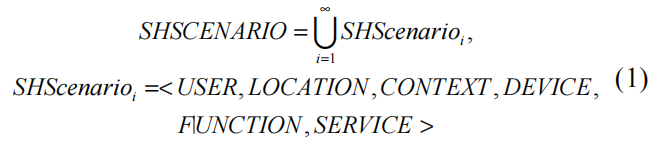 SHSCENARIO = ⋃_{i=1}^{∞} SHScenario_i,
SHScenario_i =< USER, LOCATION, CONTEXT, DEVICE, (1)
FUNCTION, SERVICE >